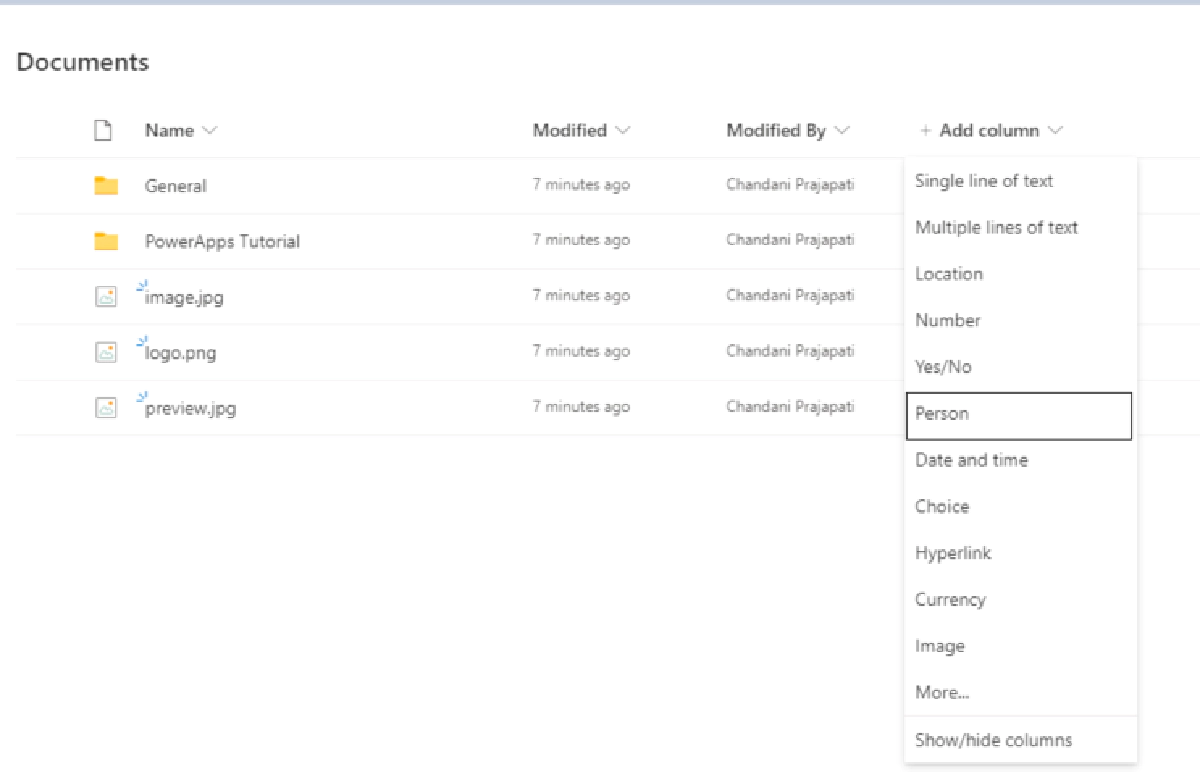 Documents
Name Modified Modified By + Add column
General 7 minutes ago Chandani Prajapati
PowerApps Tutorial 7 minutes ago Chandani Prajapati
image.jpg 7 minutes ago Chandani Prajapati
logo.png 7 minutes ago Chandani Prajapati
preview.jpg 7 minutes ago Chandani Prajapati
Single line of text
Multiple lines of text
Location
Number
Yes/No
Person
Date and time
Choice
Hyperlink
Currency
Image
More...
Show/hide columns